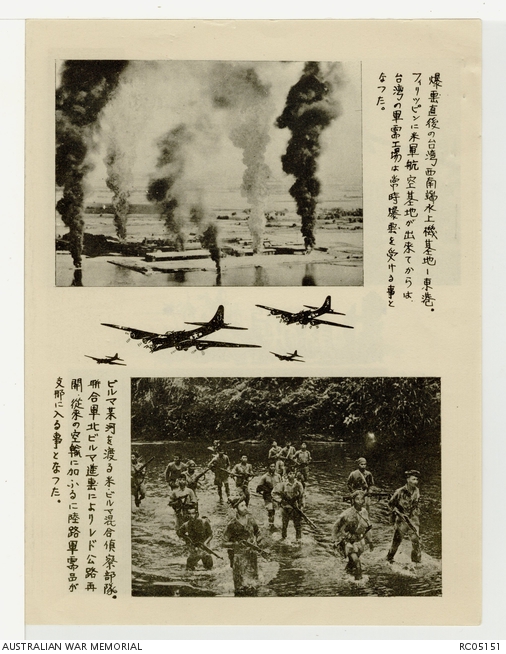 爆撃直後の台湾西南端水上機基地ー東港。
フィリッピンに米軍航空基地が出来てからは
台湾の軍需工場は常時爆撃を受ける事と
なつた。
ビルマ某河を渡る米・ビルマ混合偵察部隊。
聯合軍北ビルマ進撃によりレド公路再
開、従来の空輸に加ふるに陸路軍需品が
支那に入る事となつた。
AUSTRALIAN WAR MEMORIAL
RC05151